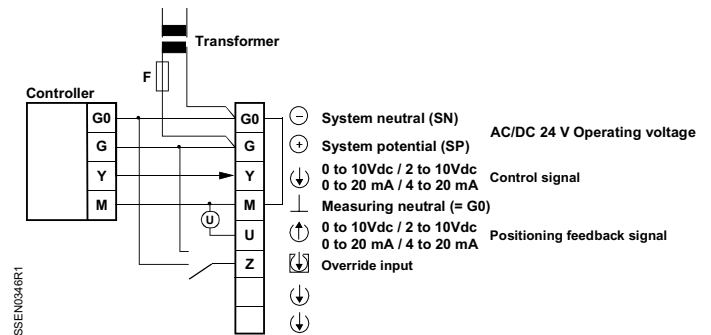 Transformer
F
Controller
G0
G0
System neutral (SN)
AC/DC 24 V Operating voltage
G
G
System potential (SP)
Y
Y
0 to 10Vdc / 2 to 10Vdc
0 to 20 mA / 4 to 20 mA
Control signal
M
M
Measuring neutral (= G0)
U
U
0 to 10Vdc / 2 to 10Vdc
0 to 20 mA / 4 to 20 mA
Positioning feedback signal
Z
Override input
SSEN0346R1